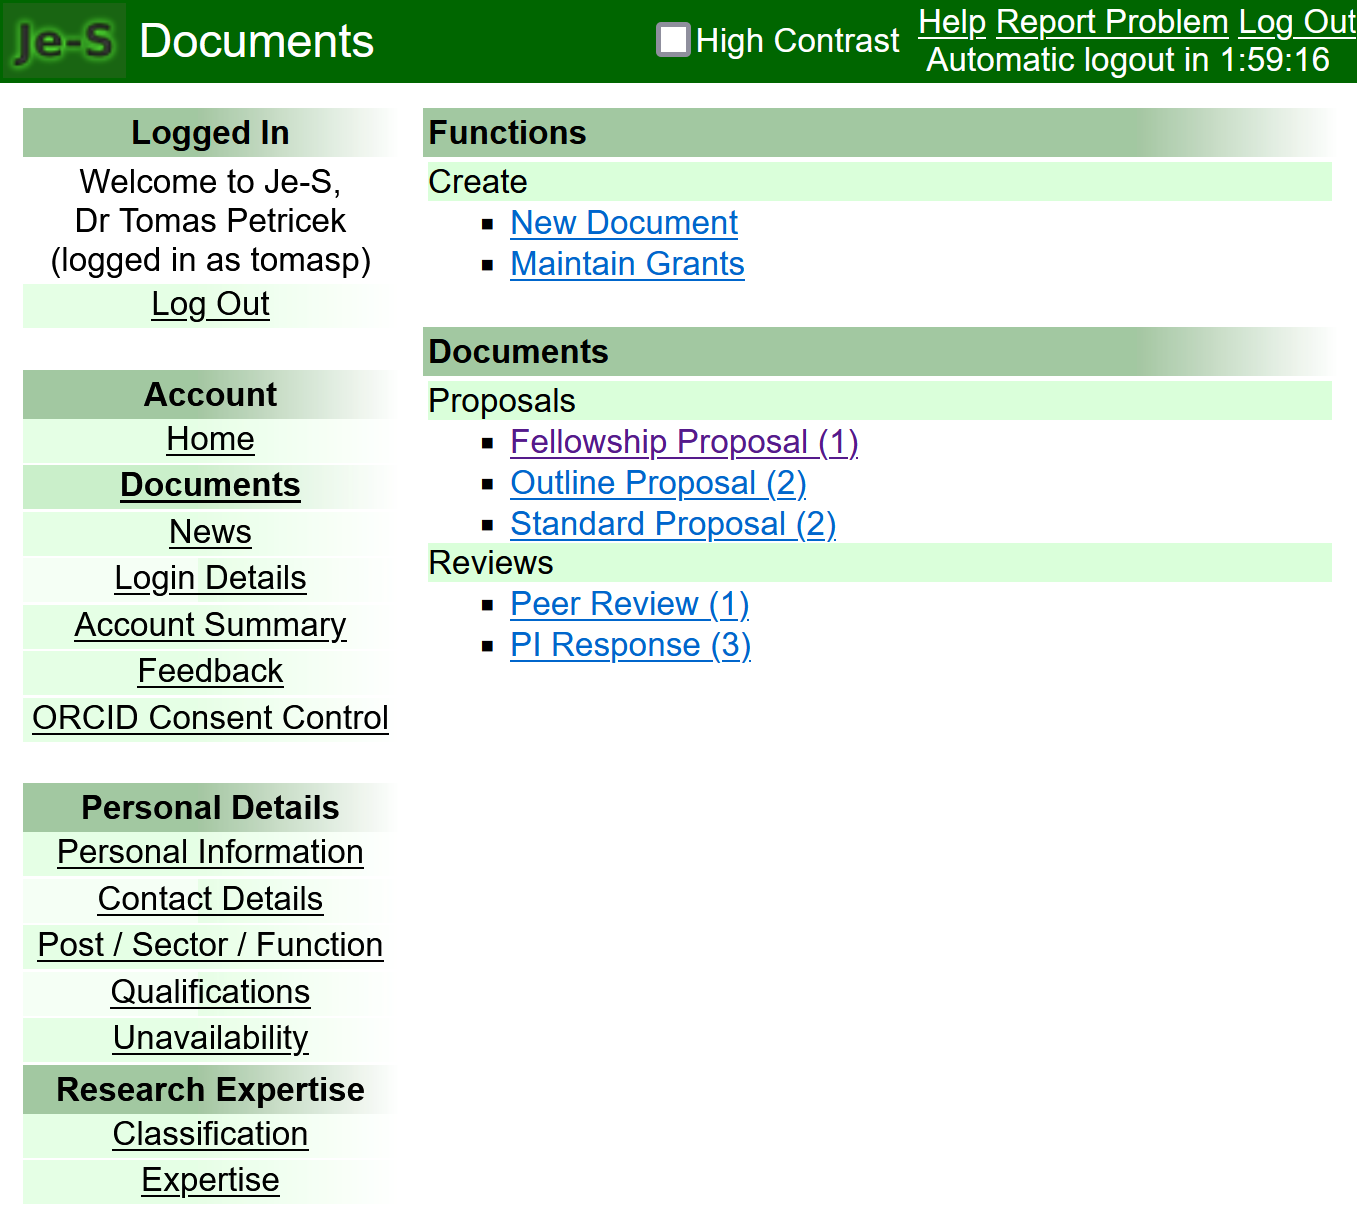 Je-S Documents
High Contrast
Help Report Problem Log Out
Automatic logout in 1:59:16
Logged In
Welcome to Je-S,
Dr Tomas Petricek
(logged in as tomasp)
Log Out
Account
Home
Documents
News
Login Details
Account Summary
Feedback
ORCID Consent Control
Personal Details
Personal Information
Contact Details
Post / Sector / Function
Qualifications
Unavailability
Research Expertise
Classification
Expertise
Functions
Create
New Document
Maintain Grants
Documents
Proposals
Fellowship Proposal (1)
Outline Proposal (2)
Standard Proposal (2)
Reviews
Peer Review (1)
PI Response (3)